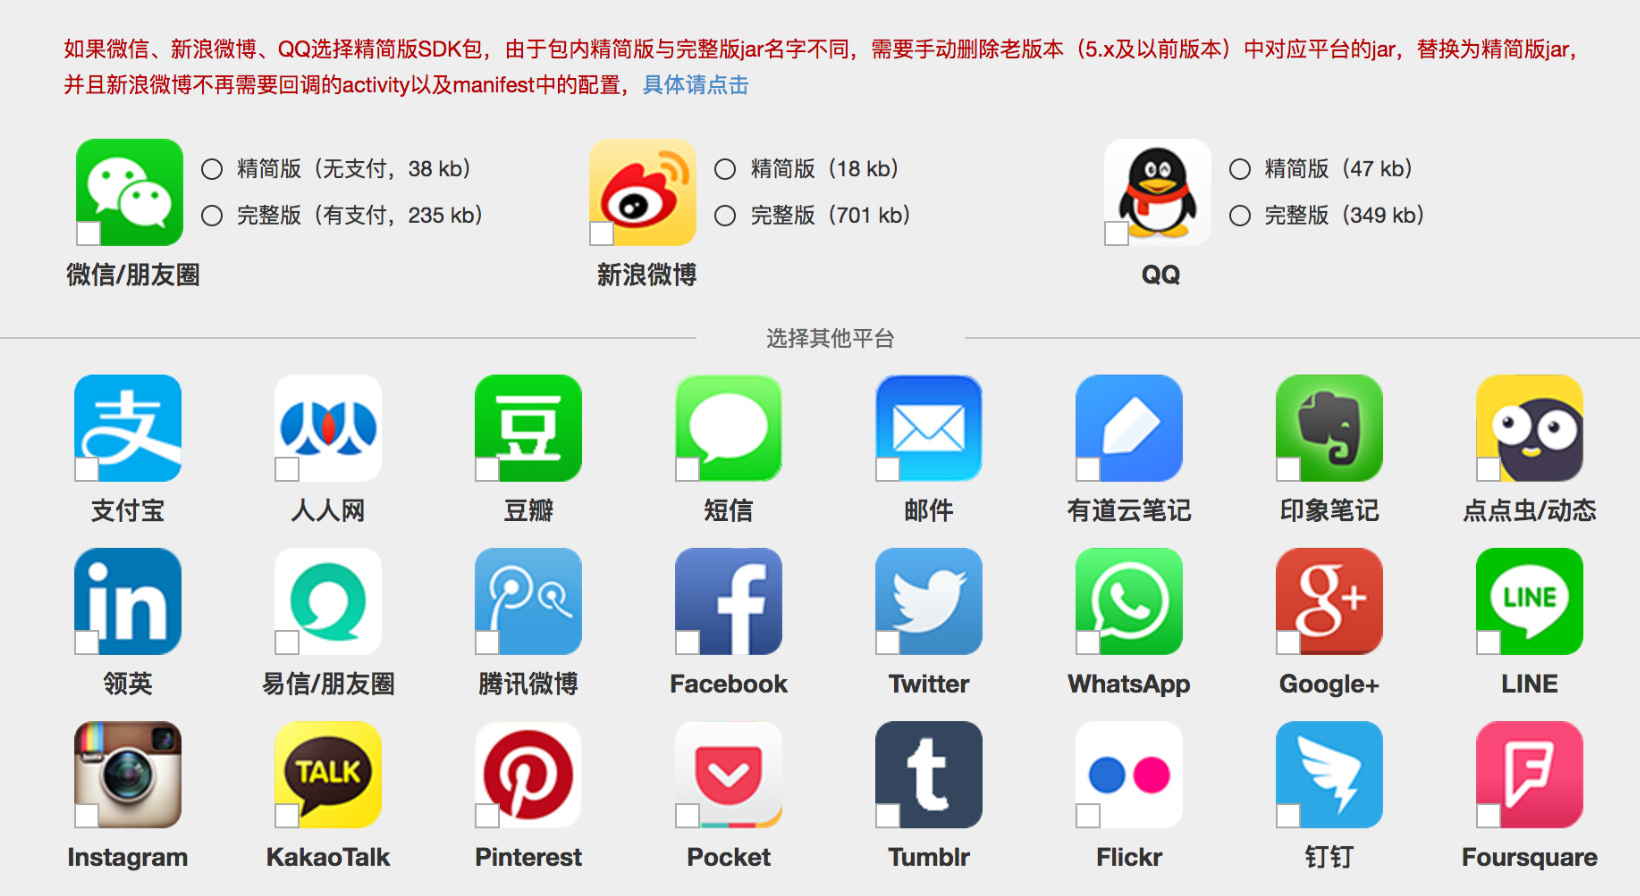 如果微信、新浪微博、QQ选择精简版SDK包，由于包内精简版与完整版jar名字不同，需要手动删除老版本（5.x及以前版本）中对应平台的jar，替换为精简版jar，
并且新浪微博不再需要回调的activity以及manifest中的配置，具体请点击
精简版（无支付，38 kb）
完整版（有支付，235 kb）
微信/朋友圈
精简版（18 kb）
完整版（701 kb）
新浪微博
精简版（47 kb）
完整版（349 kb）
QQ
选择其他平台
支
豆
支付宝 人人网 豆瓣 短信 邮件 有道云笔记 印象笔记 点点虫/动态
in
f
g+
LINE
领英 易信/朋友圈 腾讯微博 Facebook Twitter WhatsApp Google+ LINE
TALK
t
Instagram KakaoTalk Pinterest Pocket Tumblr Flickr 钉钉 Foursquare